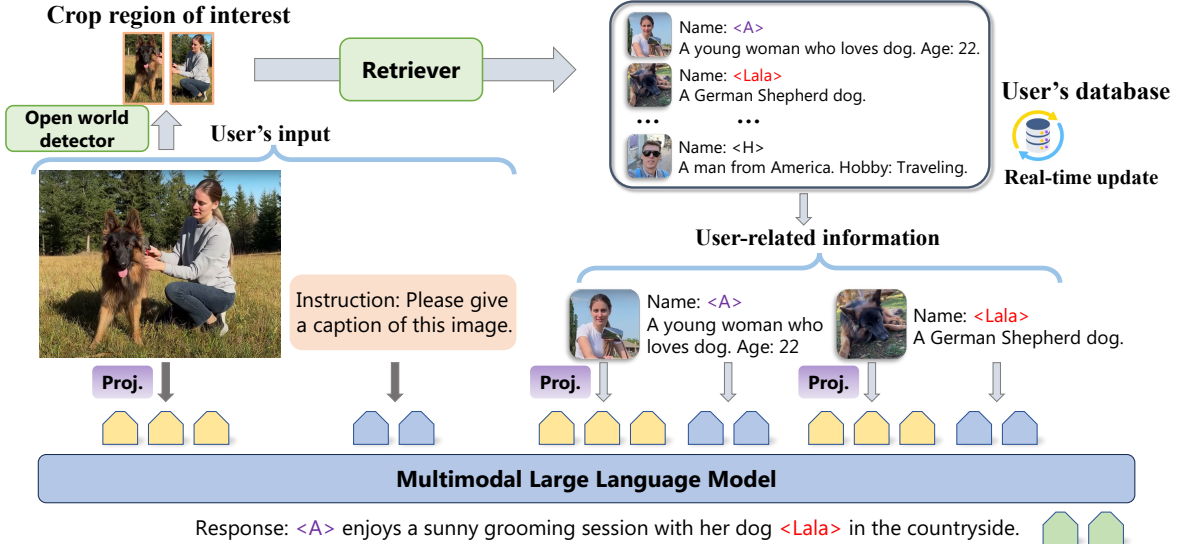 Crop region of interest
Retriever
Open world
detector
User's input
Name: <A>
A young woman who loves dog. Age: 22.
Name: <Lala>
A German Shepherd dog.
... ...
Name: <H>
A man from America. Hobby: Traveling.
User's database
Real-time update
User-related information
Instruction: Please give
a caption of this image.
Name: <A>
A young woman who
loves dog. Age: 22
Name: <Lala>
A German Shepherd dog.
Proj.
Proj.
Proj.
Multimodal Large Language Model
Response: <A> enjoys a sunny grooming session with her dog <Lala> in the countryside.